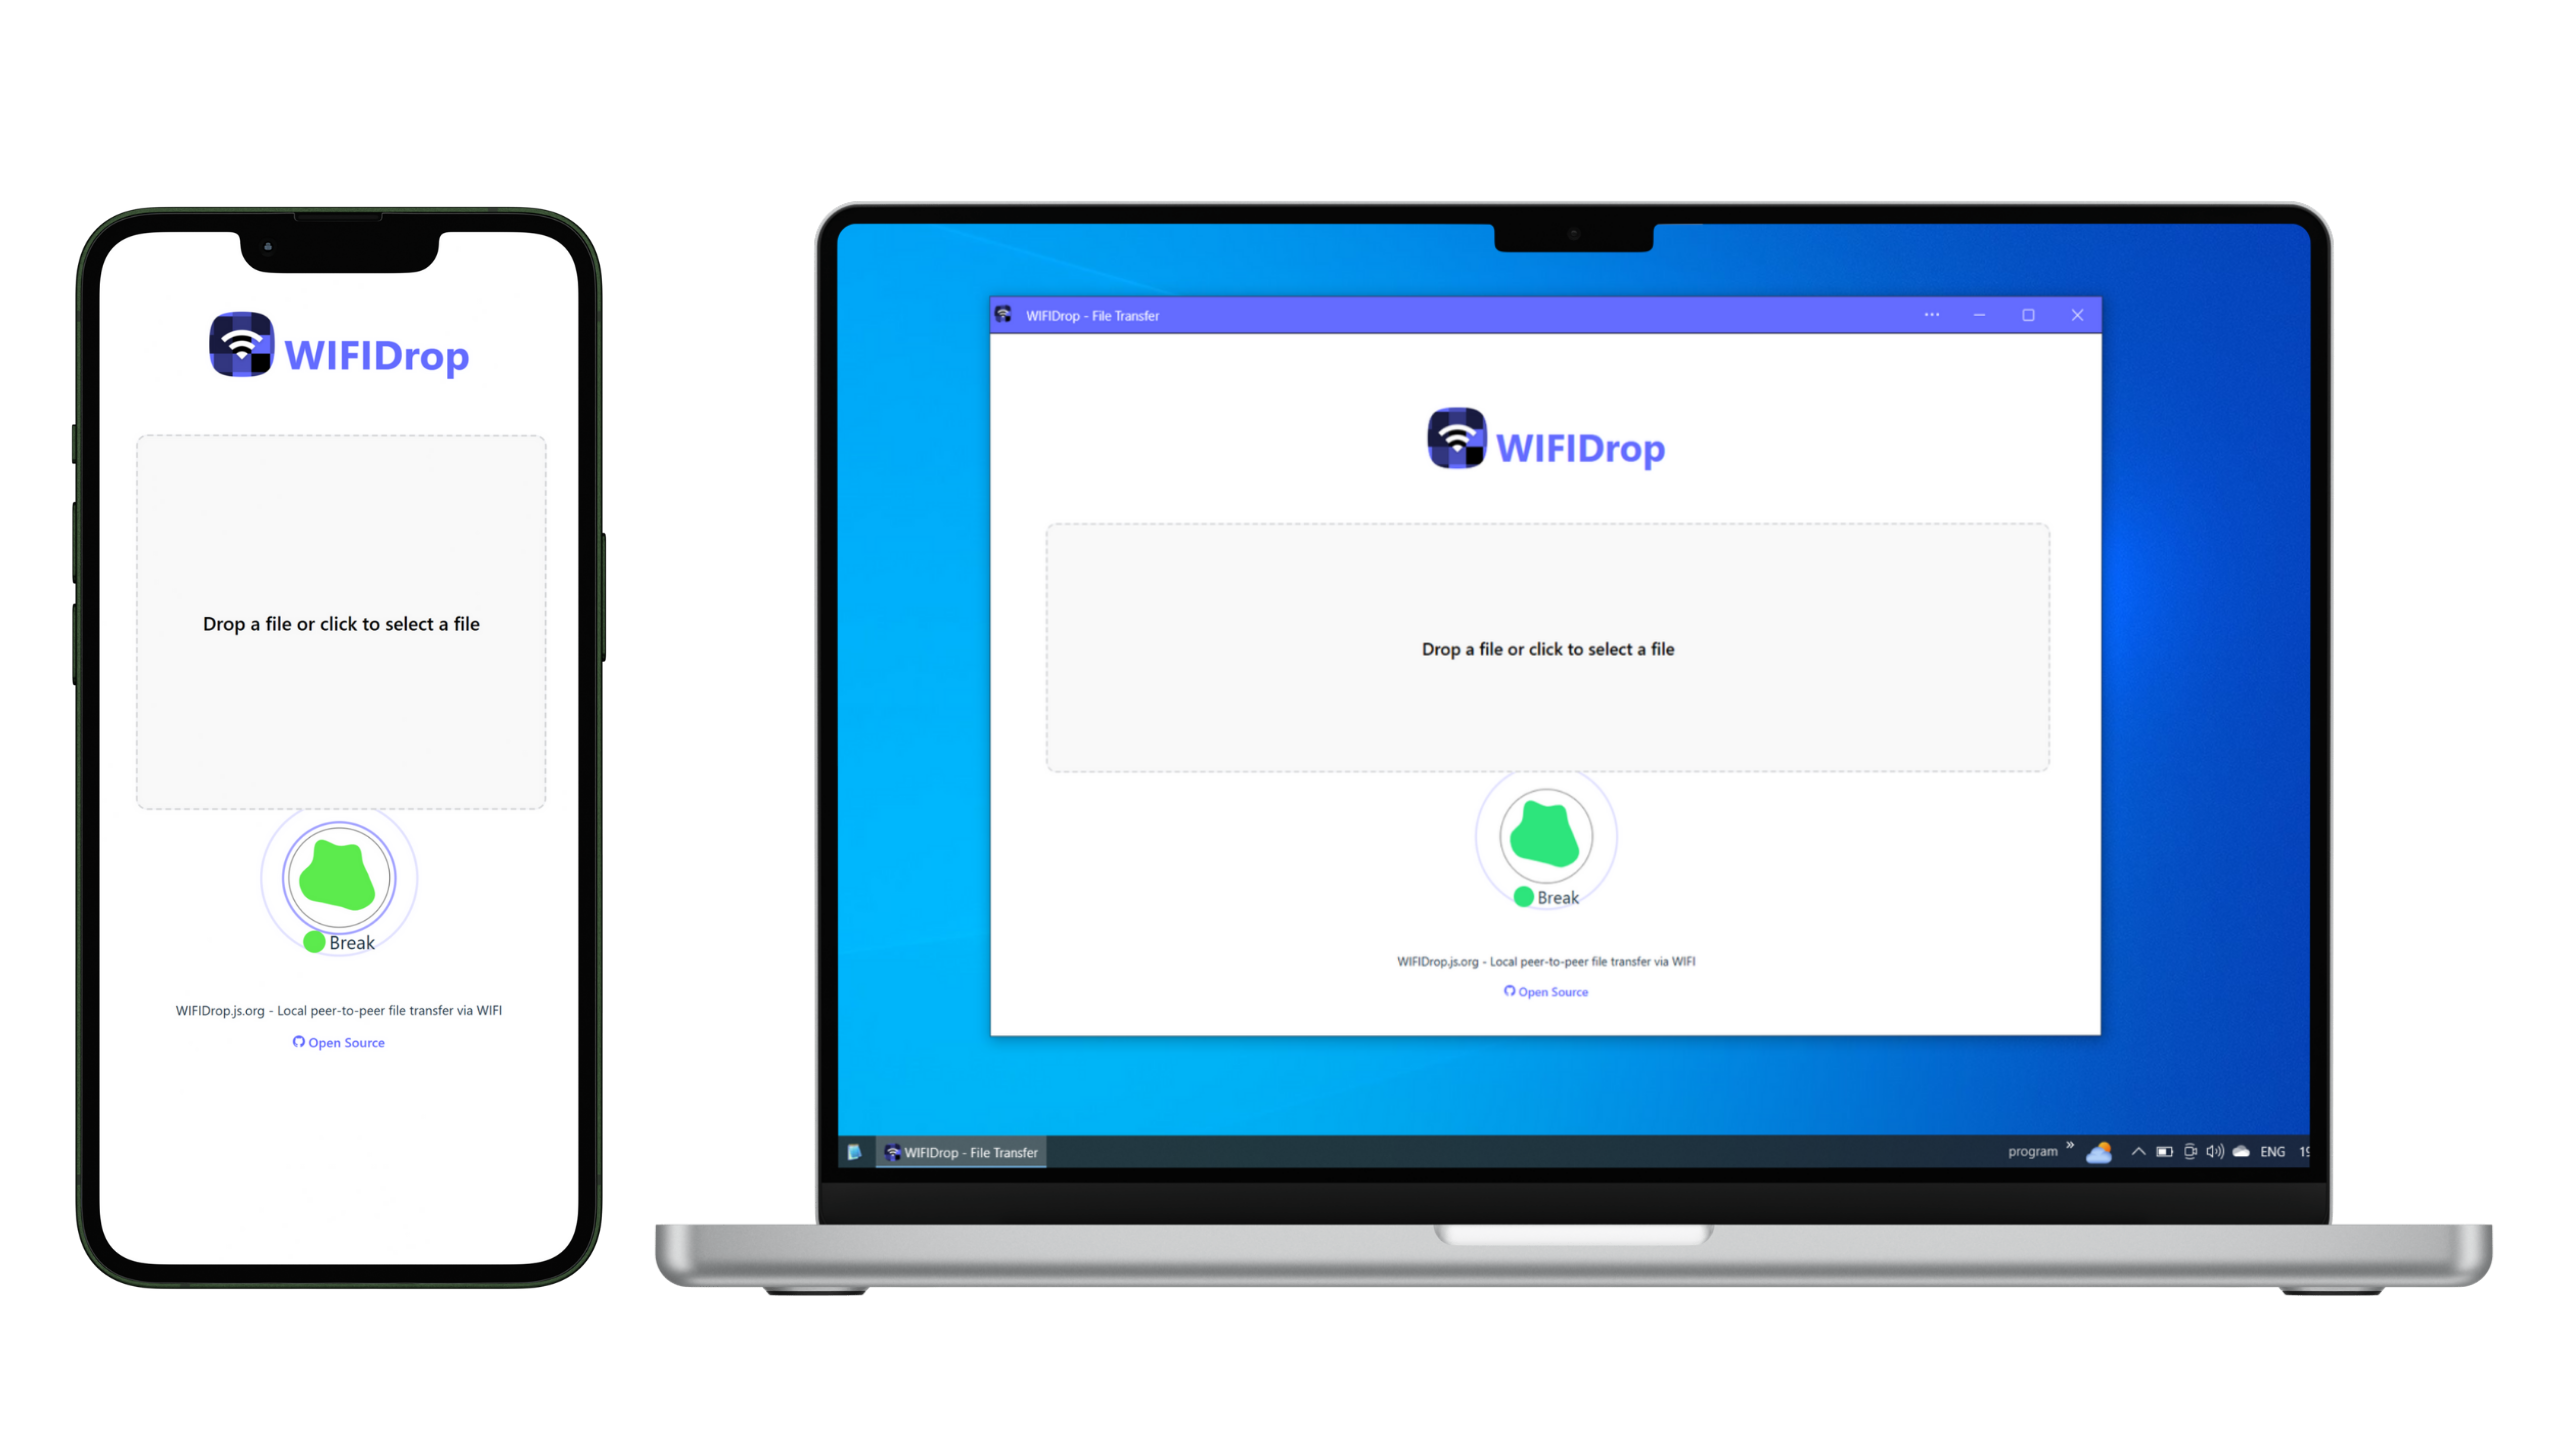 WIFIDrop
Drop a file or click to select a file
Break
WIFIDrop.js.org - Local peer-to-peer file transfer via WIFI
Open Source
WIFIDrop - File Transfer
WIFIDrop
Drop a file or click to select a file
Break
WIFIDrop.js.org - Local peer-to-peer file transfer via WIFI
Open Source
WIFIDrop - File Transfer
program » ENG